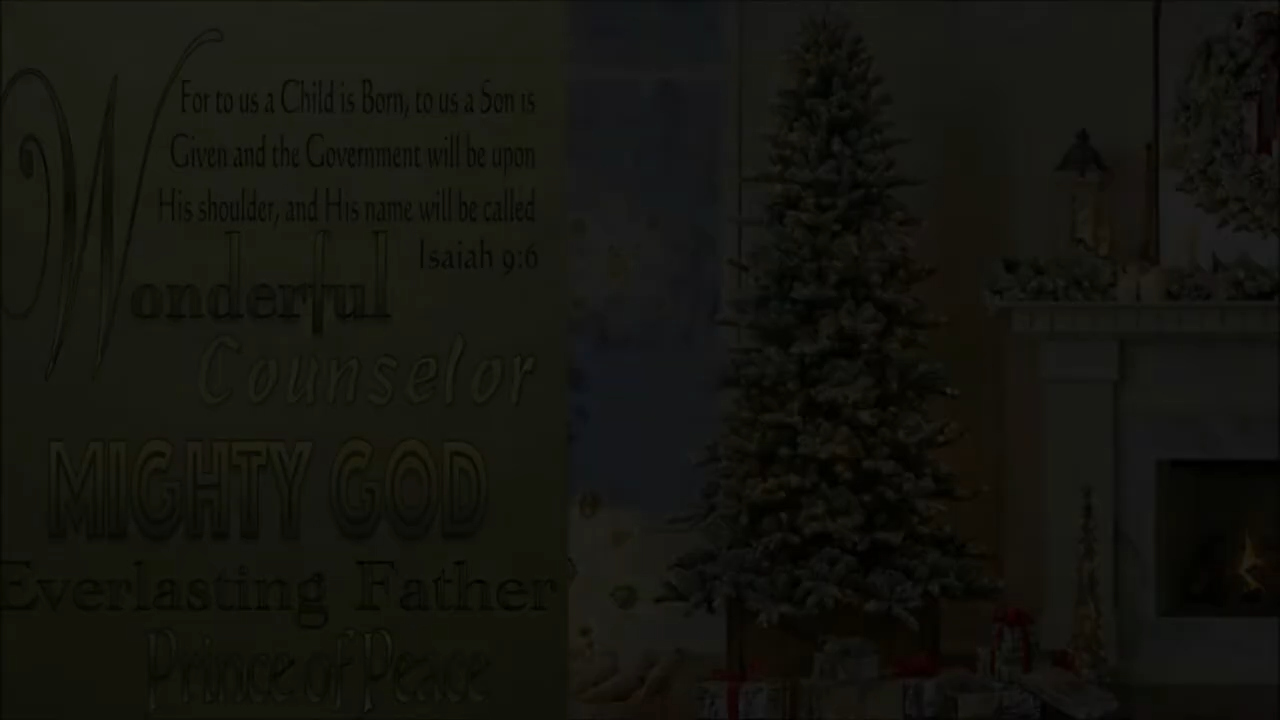 For to us a Child is Born, to us a Son is
Given and the Government will be upon
His shoulder, and His name will be called
Isaiah 9:6
Wonderful
Counselor
MIGHTY GOD
Everlasting Father
Prince of Peace